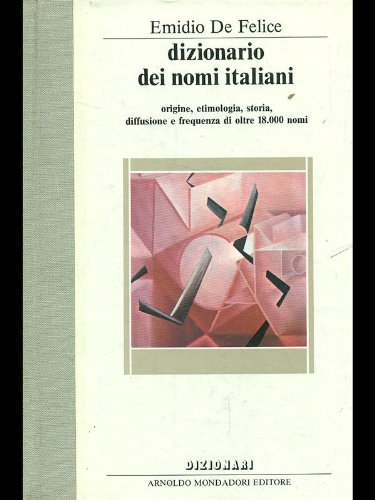 Emidio De Felice
dizionario
dei nomi italiani
origine, etimologia, storia,
diffusione e frequenza di oltre 18.000 nomi
DIZIONARI
ARNOLDO MONDADORI EDITORE